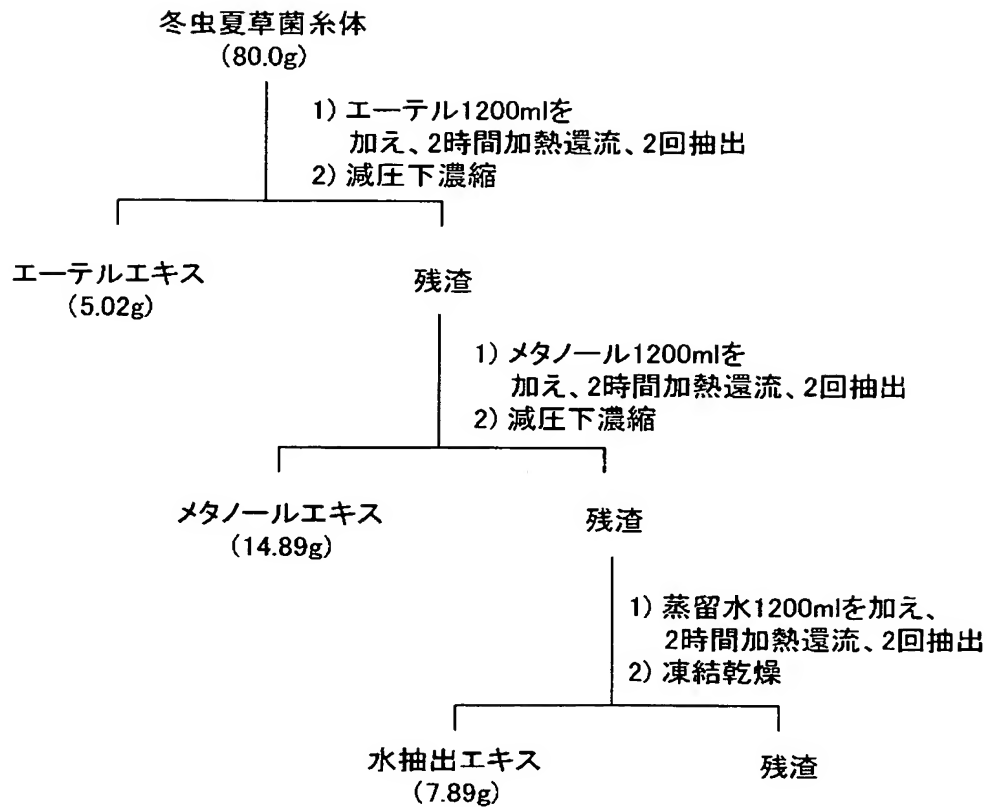 冬虫夏草菌糸体
(80.0g)
1) エーテル1200mlを
加え、2時間加熱還流、2回抽出
2) 減圧下濃縮
エーテルエキス
(5.02g)
残渣
1) メタノール1200mlを
加え、2時間加熱還流、2回抽出
2) 減圧下濃縮
メタノールエキス
(14.89g)
残渣
1) 蒸留水1200mlを加え、
2時間加熱還流、2回抽出
2) 凍結乾燥
水抽出エキス
(7.89g)
残渣